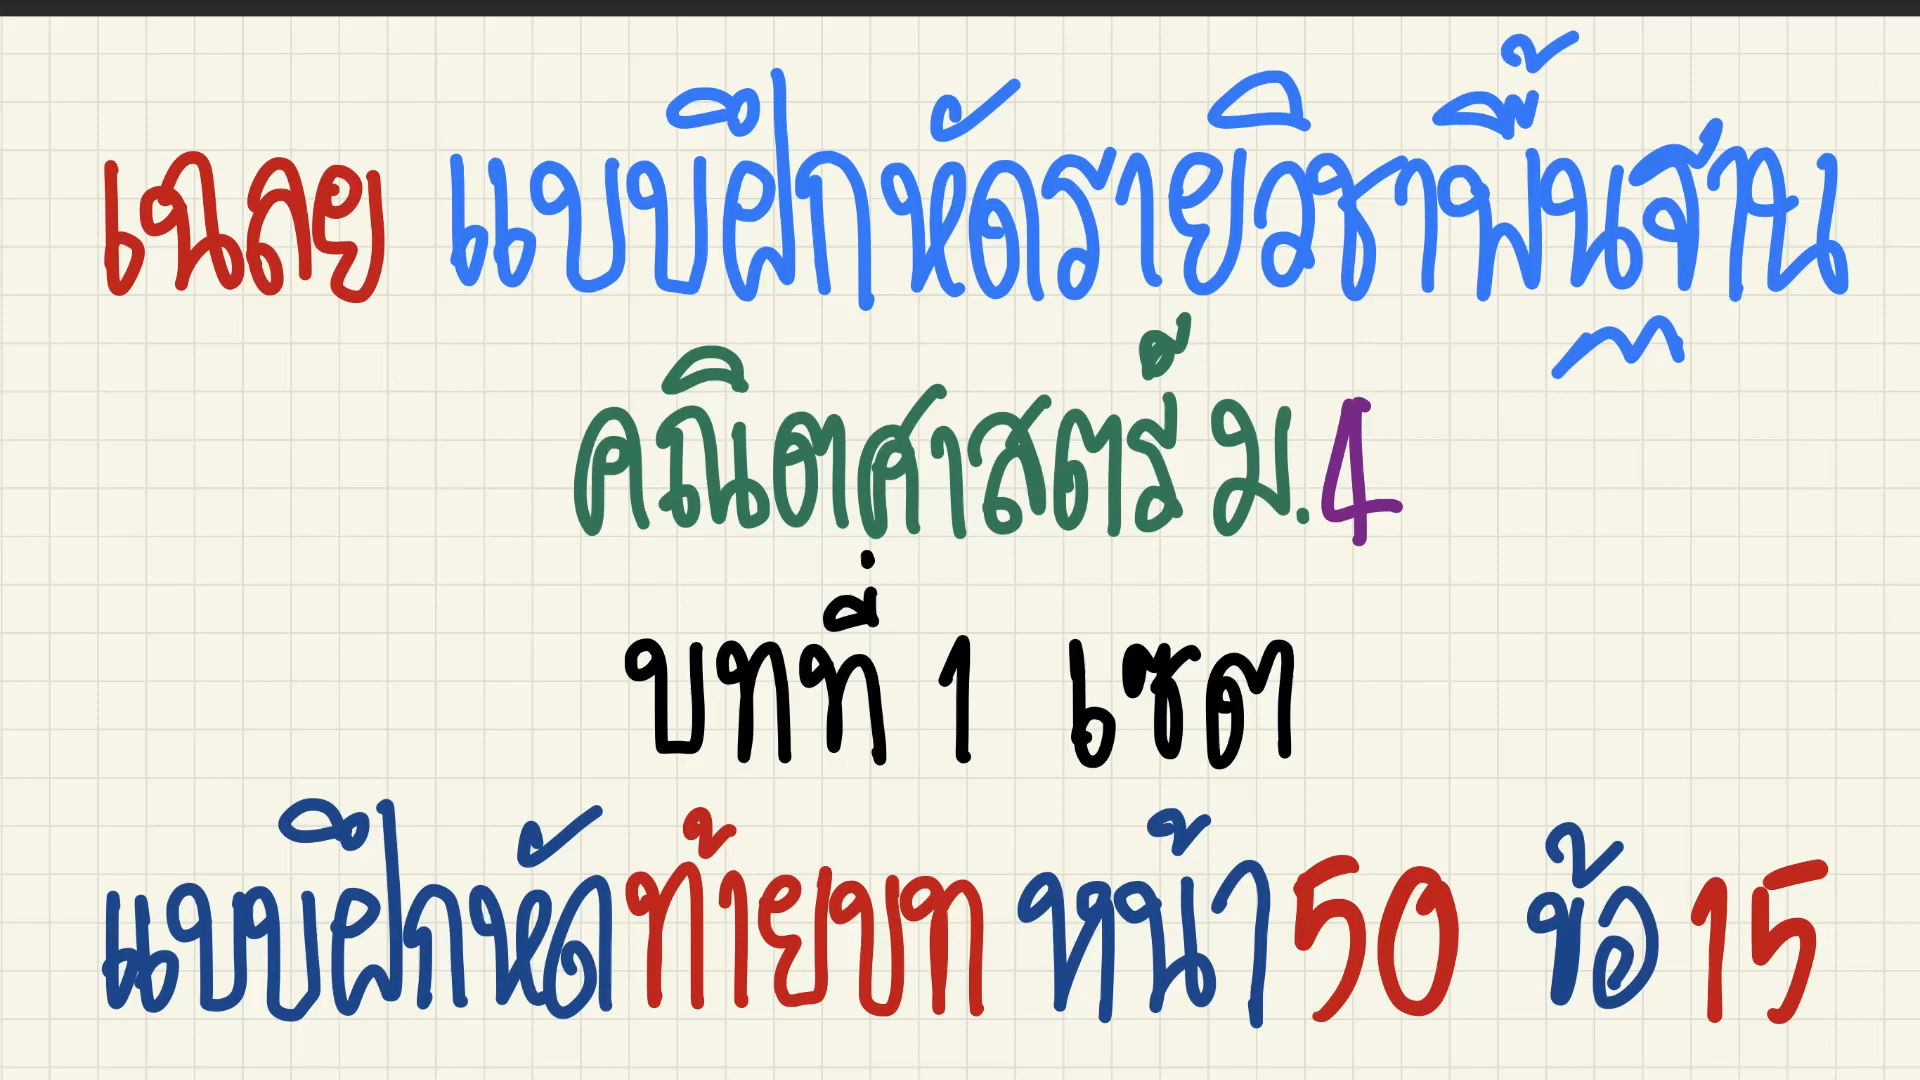 เฉลย แบบฝึกหัดรายวิชาพื้นฐาน
คณิตศาสตร์ ม.4
บทที่ 1 เซต
แบบฝึกหัดท้ายบท หน้า 50 ข้อ 15